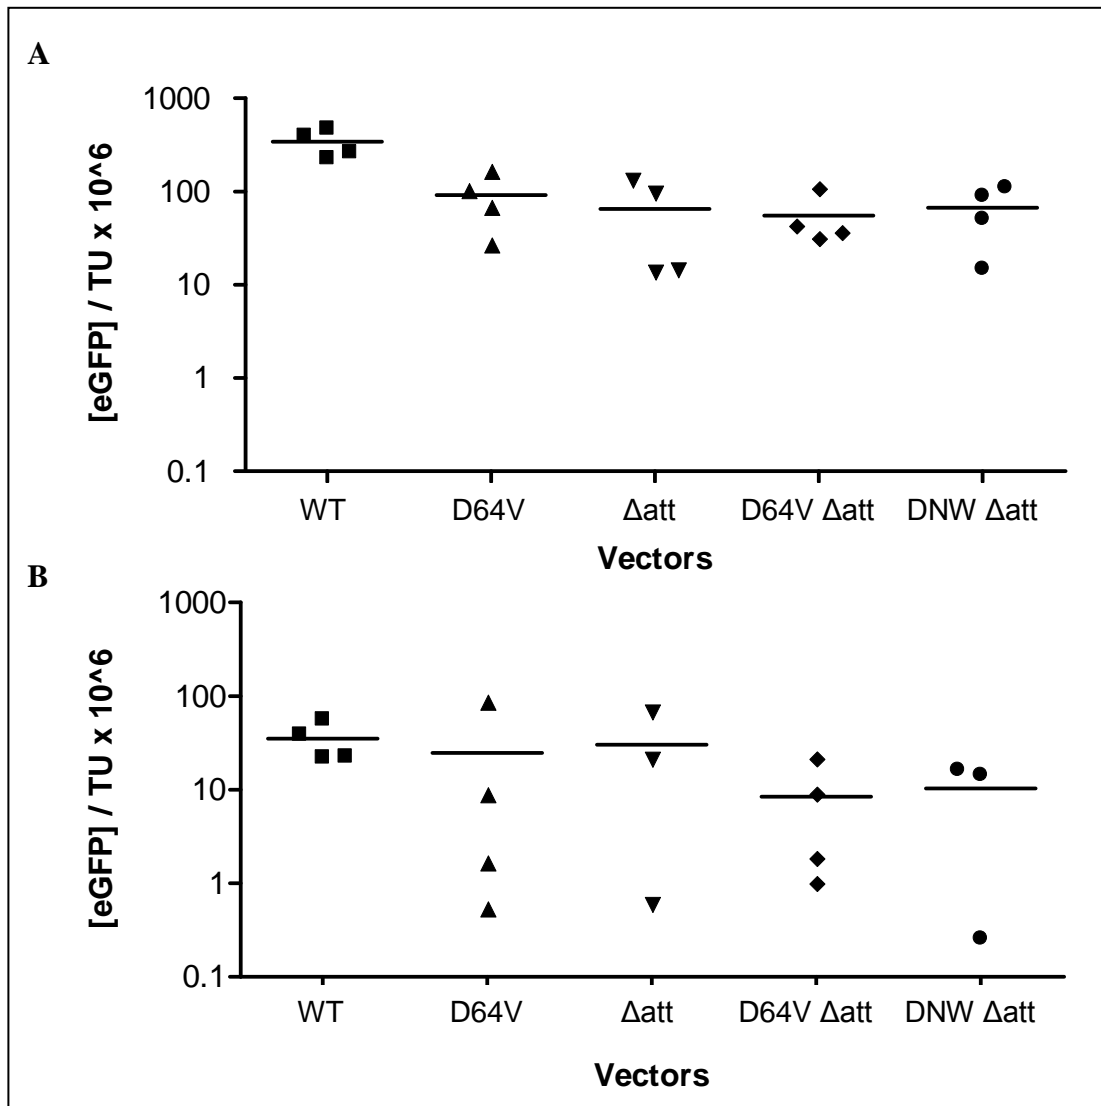 A
[eGFP] / TU x 10^6
1000
100
10
1
0.1
WT D64V Δatt D64V Δatt DNW Δatt
Vectors
B
[eGFP] / TU x 10^6
1000
100
10
1
0.1
WT D64V Δatt D64V Δatt DNW Δatt
Vectors